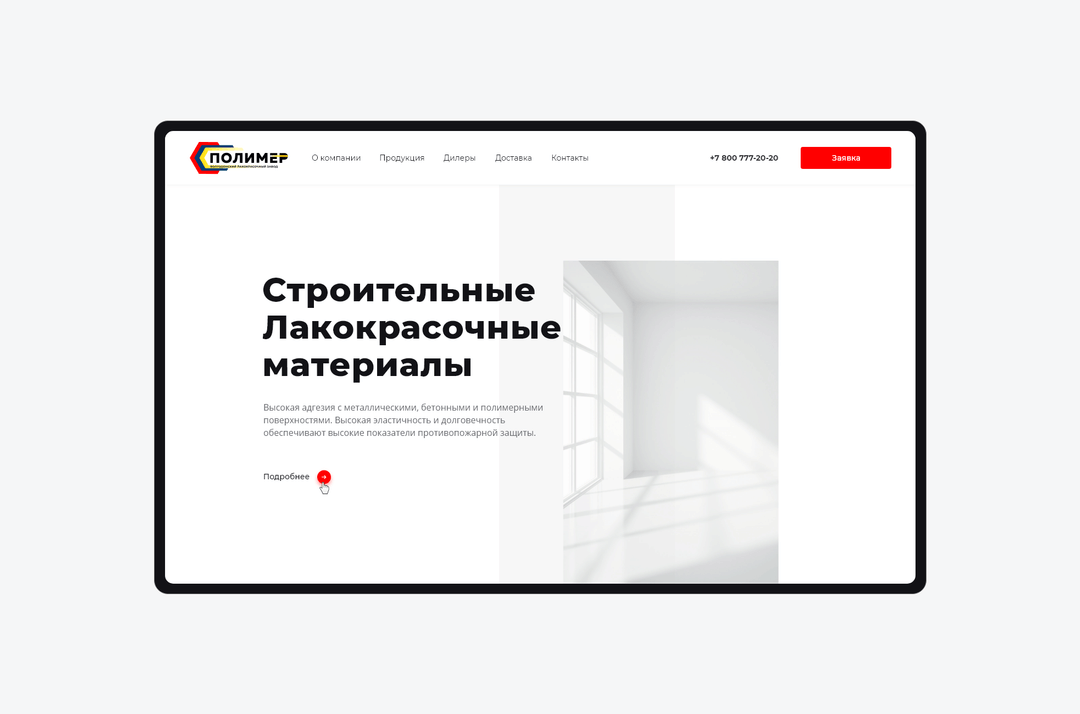 ПОЛИМЕР
О компании
Продукция
Дилеры
Доставка
Контакты
+7 800 777-20-20
Заявка
Строительные
Лакокрасочные
материалы
Высокая адгезия с металлическими, бетонными и полимерными
поверхностями. Высокая эластичность и долговечность
обеспечивают высокие показатели противопожарной защиты.
Подробнее